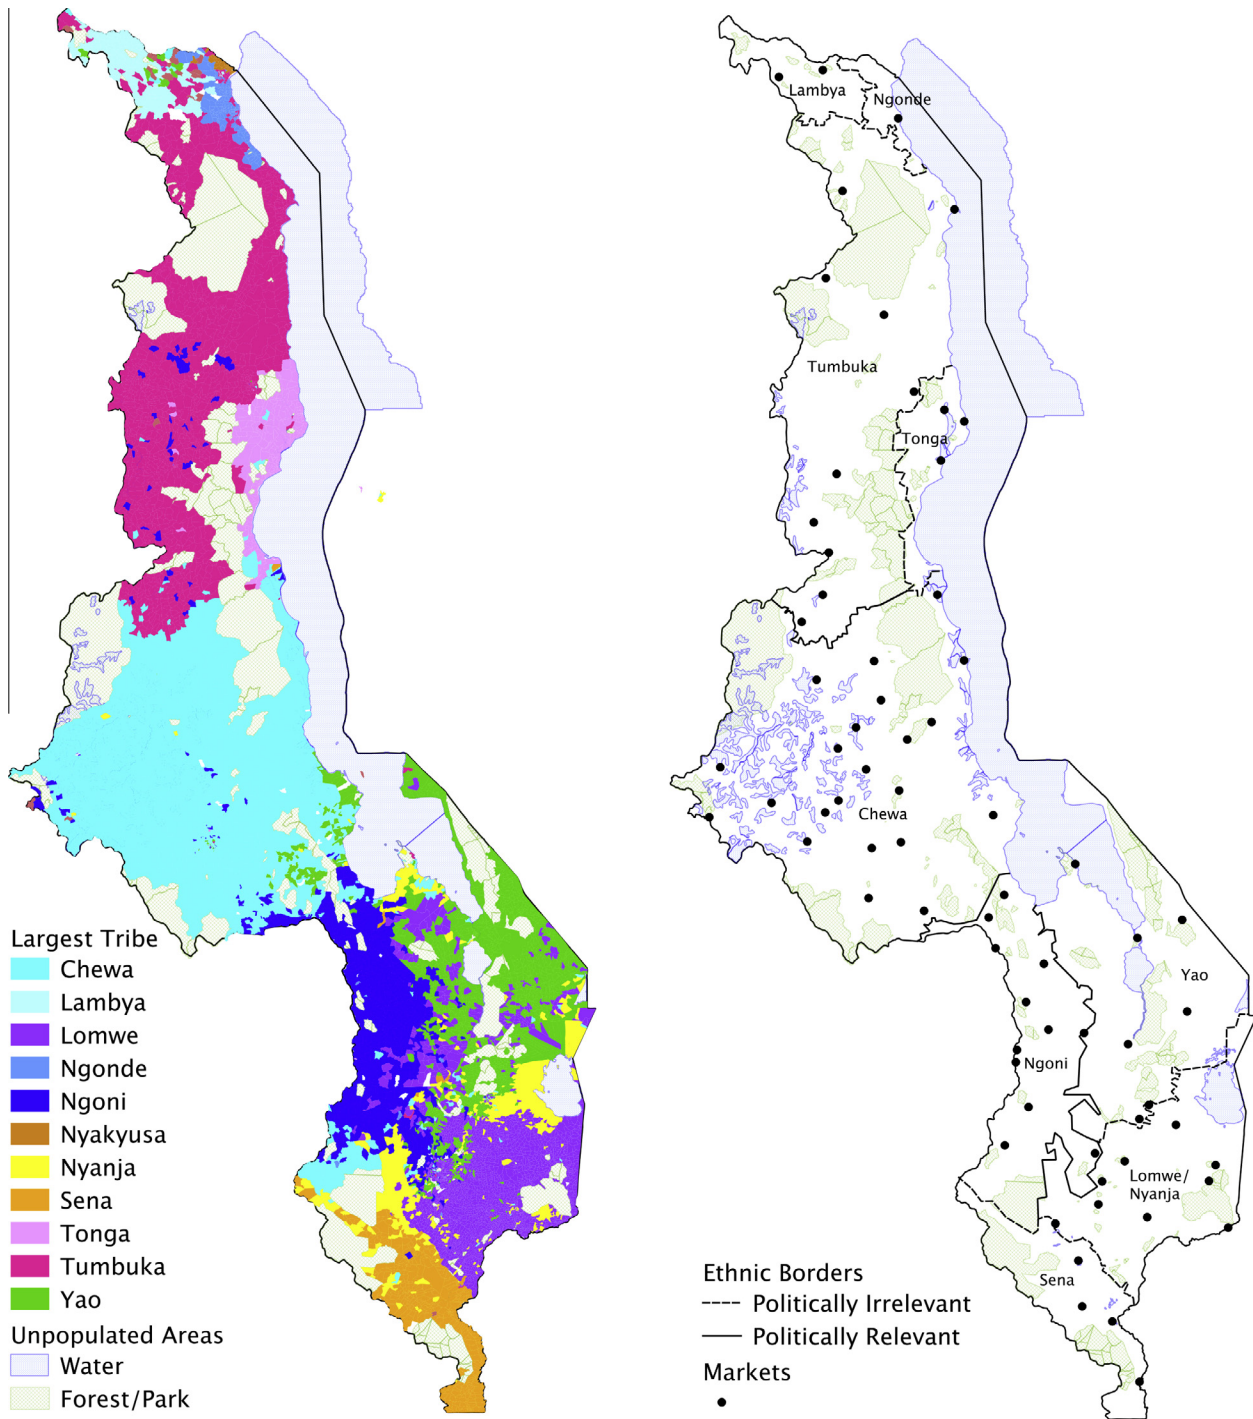 Largest Tribe
Chewa
Lambya
Lomwe
Ngonde
Ngoni
Nyakyusa
Nyanja
Sena
Tonga
Tumbuka
Yao
Unpopulated Areas
Water
Forest/Park
Lambya
Ngonde
Tumbuka
Tonga
Chewa
Yao
Ngoni
Lomwe/
Nyanja
Sena
Ethnic Borders
Politically Irrelevant
Politically Relevant
Markets